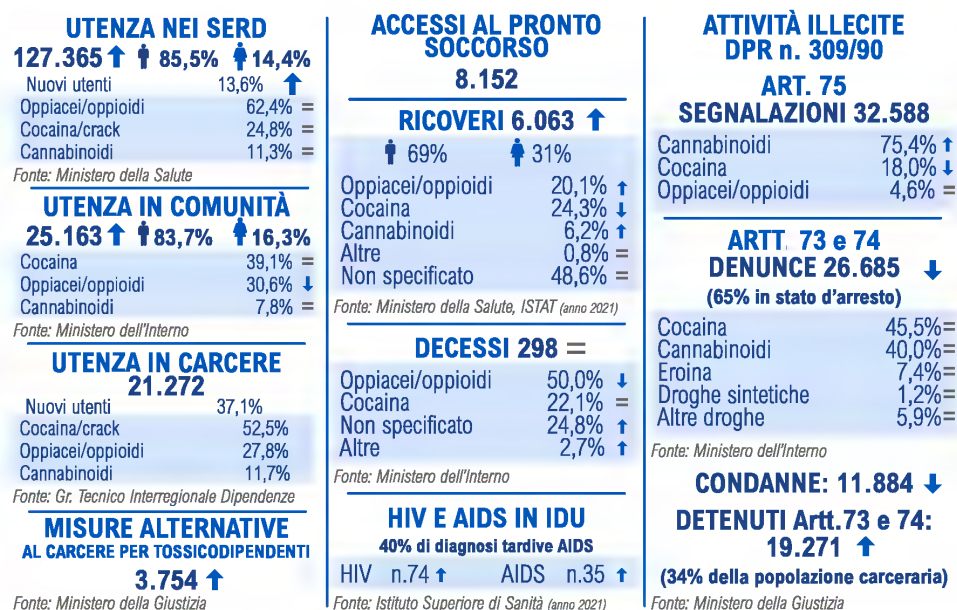 UTENZA NEI SERD
127.365 85,5% 14,4%
Nuovi utenti 13,6%
Oppiacei/oppioidi 62,4% =
Cocaina/crack 24,8% =
Cannabinoidi 11,3% =
Fonte: Ministero della Salute
UTENZA IN COMUNITÀ
25.163 83,7% 16,3%
Cocaina 39,1% =
Oppiacei/oppioidi 30,6%
Cannabinoidi 7,8% =
Fonte: Ministero dell'Interno
UTENZA IN CARCERE
21.272
Nuovi utenti 37,1%
Cocaina/crack 52,5%
Oppiacei/oppioidi 27,8%
Cannabinoidi 11,7%
Fonte: Gr. Tecnico Interregionale Dipendenze
MISURE ALTERNATIVE
AL CARCERE PER TOSSICODIPENDENTI
3.754
Fonte: Ministero della Giustizia
ACCESSI AL PRONTO
SOCCORSO
8.152
RICOVERI 6.063
69% 31%
Oppiacei/oppioidi 20,1%
Cocaina 24,3%
Cannabinoidi 6,2%
Altre 0,8% =
Non specificato 48,6% =
Fonte: Ministero della Salute, ISTAT (anno 2021)
DECESSI 298 =
Oppiacei/oppioidi 50,0%
Cocaina 22,1% =
Non specificato 24,8%
Altre 2,7%
Fonte: Ministero dell'Interno
HIV E AIDS IN IDU
40% di diagnosi tardive AIDS
HIV n.74 AIDS n.35
Fonte: Istituto Superiore di Sanità (anno 2021)
ATTIVITÀ ILLECITE
DPR n. 309/90
ART. 75
SEGNALAZIONI 32.588
Cannabinoidi 75,4%
Cocaina 18,0%
Oppiacei/oppioidi 4,6% =
ARTT. 73 e 74
DENUNCE 26.685
(65% in stato d'arresto)
Cocaina 45,5%=
Cannabinoidi 40,0%=
Eroina 7,4%=
Droghe sintetiche 1,2%=
Altre droghe 5,9%=
Fonte: Ministero dell'Interno
CONDANNE: 11.884
DETENUTI Artt.73 e 74:
19.271
(34% della popolazione carceraria)
Fonte: Ministero della Giustizia